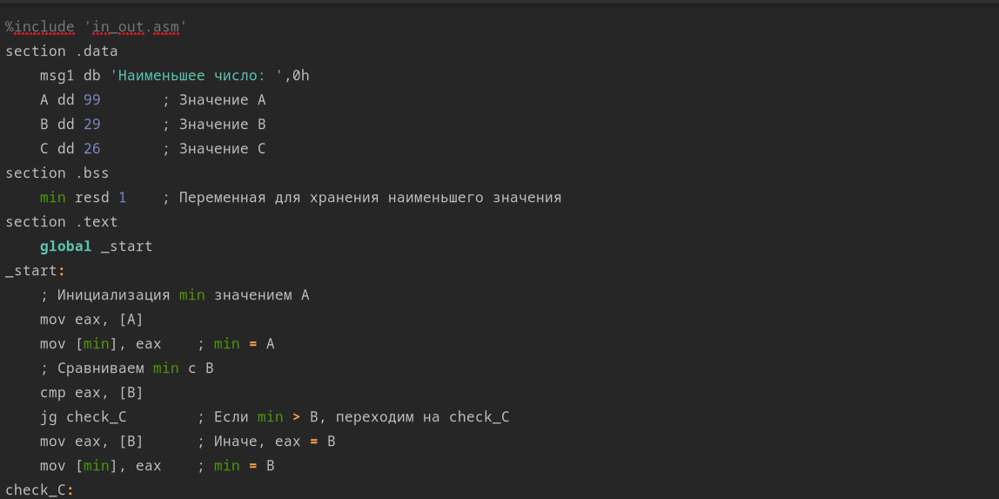 %include 'in_out.asm'
section .data
    msg1 db 'Наименьшее число: ',0h
    A dd 99       ; Значение A
    B dd 29       ; Значение B
    C dd 26       ; Значение C
section .bss
    min resd 1    ; Переменная для хранения наименьшего значения
section .text
    global _start
_start:
    ; Инициализация min значением A
    mov eax, [A]
    mov [min], eax    ; min = A
    ; Сравниваем min с B
    cmp eax, [B]
    jg check_C        ; Если min > B, переходим на check_C
    mov eax, [B]      ; Иначе, eax = B
    mov [min], eax    ; min = B
check_C: